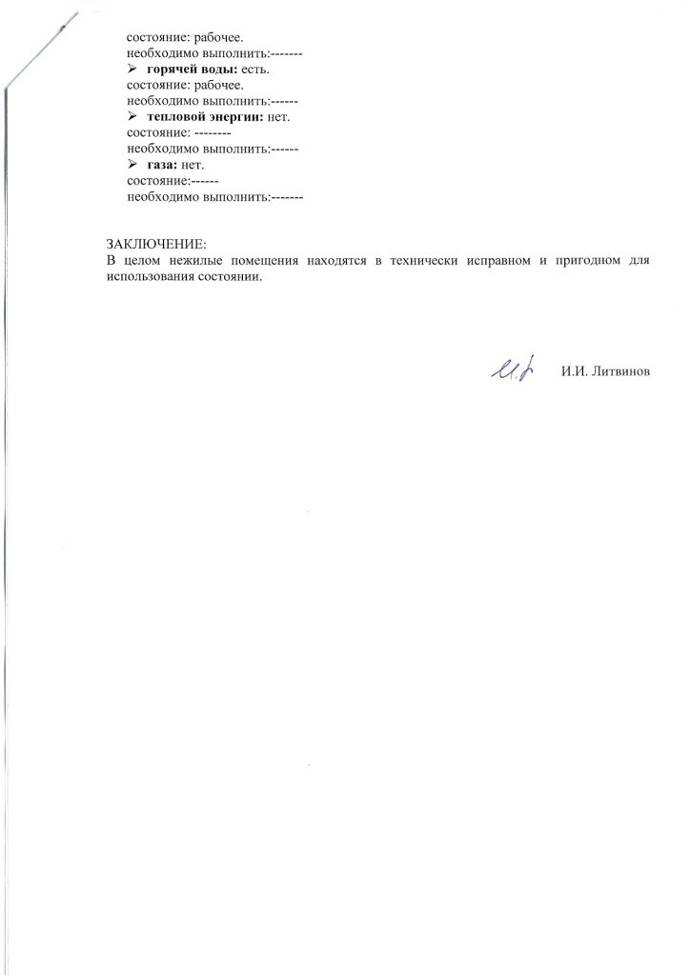 состояние: рабочее.
необходимо выполнить:-------
➢ горячей воды: есть.
состояние: рабочее.
необходимо выполнить:------
➢ тепловой энергии: нет.
состояние: --------
необходимо выполнить:------
➢ газа: нет.
состояние:------
необходимо выполнить:-------
ЗАКЛЮЧЕНИЕ:
В целом нежилые помещения находятся в технически исправном и пригодном для
использования состоянии.
И.И. Литвинов